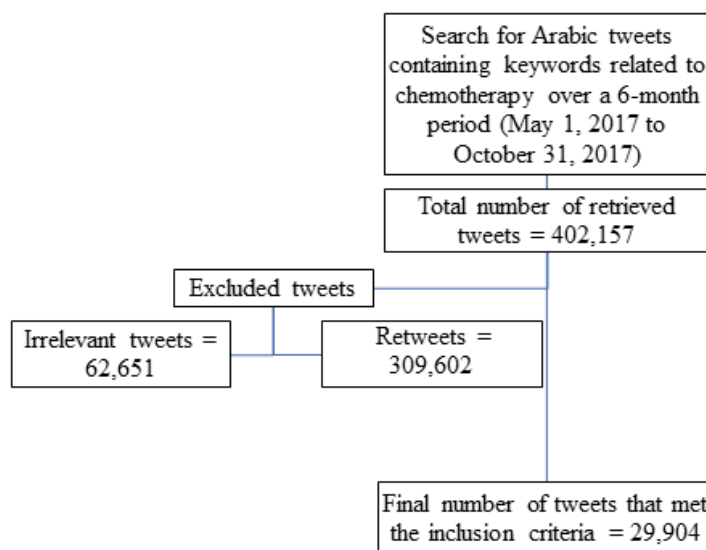 Search for Arabic tweets
containing keywords related to
chemotherapy over a 6-month
period (May 1, 2017 to
October 31, 2017)
Total number of retrieved
tweets = 402,157
Excluded tweets
Irrelevant tweets =
62,651
Retweets =
309,602
Final number of tweets that met
the inclusion criteria = 29,904